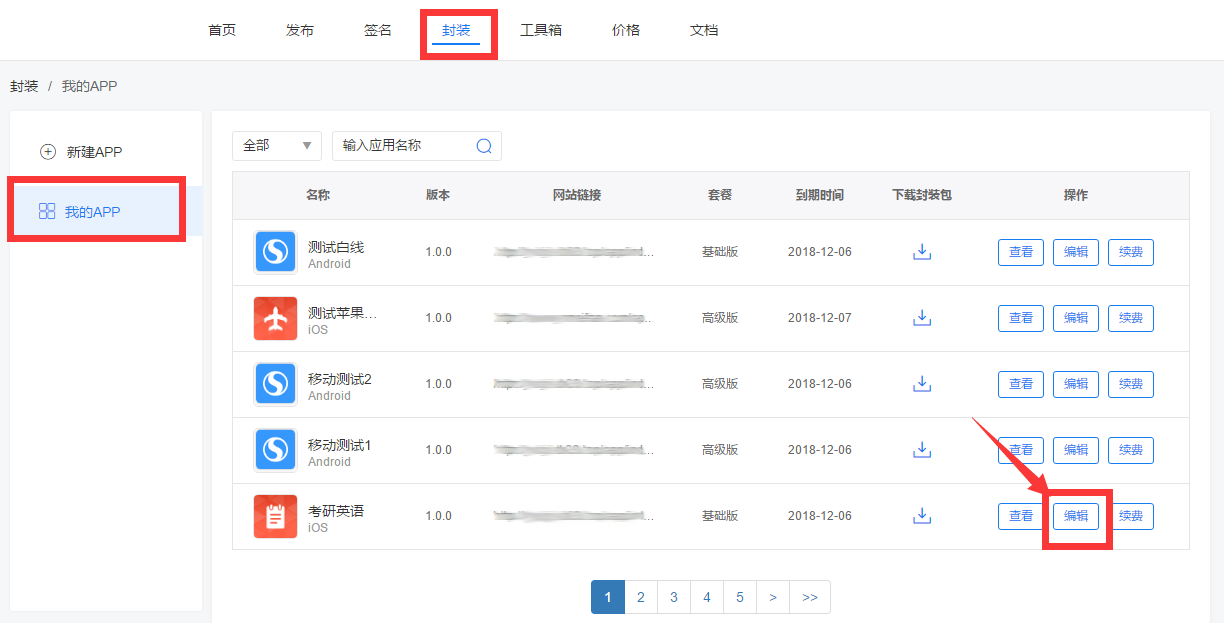 首页 发布 签名 封装 工具箱 价格 文档
封装 / 我的APP
新建APP
我的APP
全部 输入应用名称
名称 版本 网站链接 套餐 到期时间 下载封装包 操作
测试白线
Android
1.0.0 ... 基础版 2018-12-06 查看 编辑 续费
测试苹果...
iOS
1.0.0 ... 高级版 2018-12-07 查看 编辑 续费
移动测试2
Android
1.0.0 ... 高级版 2018-12-06 查看 编辑 续费
移动测试1
Android
1.0.0 ... 高级版 2018-12-06 查看 编辑 续费
考研英语
iOS
1.0.0 ... 基础版 2018-12-06 查看 编辑 续费
1 2 3 4 5 > >>